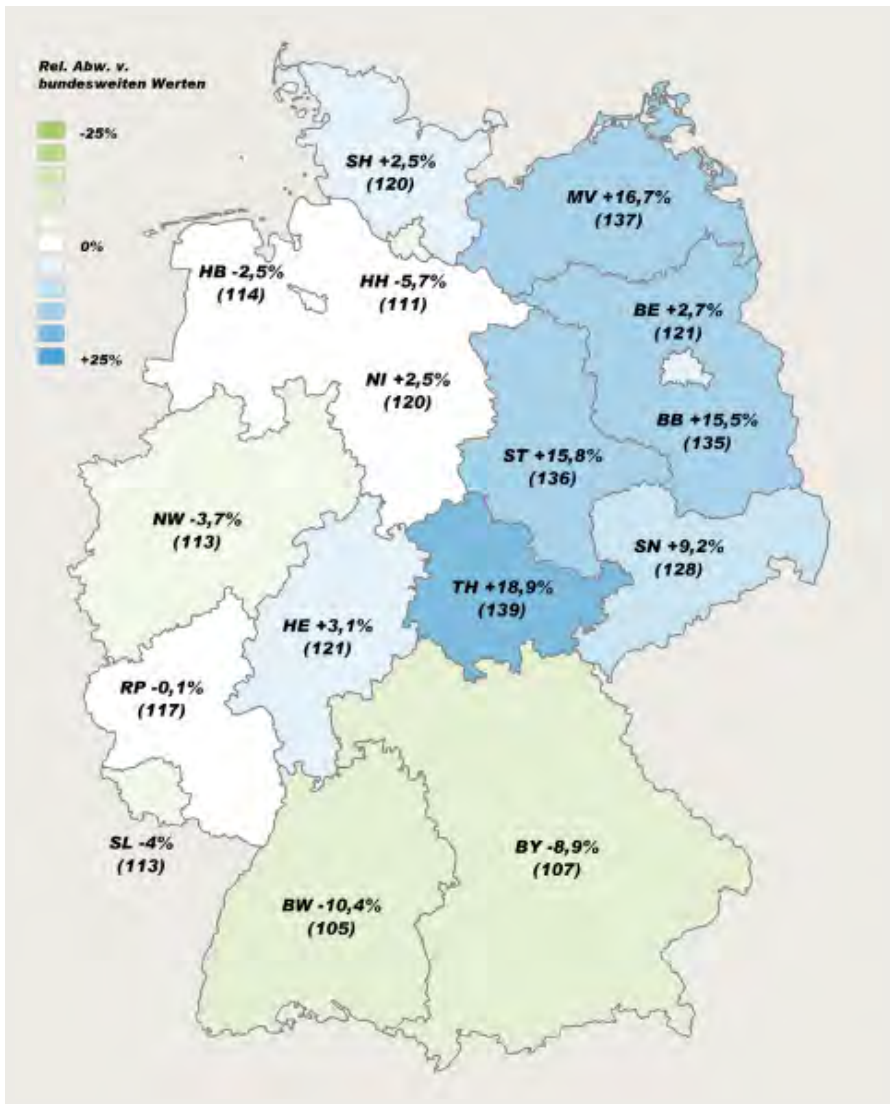 Rel. Abw. v.
bundesweiten Werten
-25%
0%
+25%
SH +2,5%
(120)
MV +16,7%
(137)
HB -2,5%
(114)
HH -5,7%
(111)
BE +2,7%
(121)
NI +2,5%
(120)
BB +15,5%
(135)
ST +15,8%
(136)
NW -3,7%
(113)
SN +9,2%
(128)
TH +18,9%
(139)
HE +3,1%
(121)
RP -0,1%
(117)
SL -4%
(113)
BY -8,9%
(107)
BW -10,4%
(105)